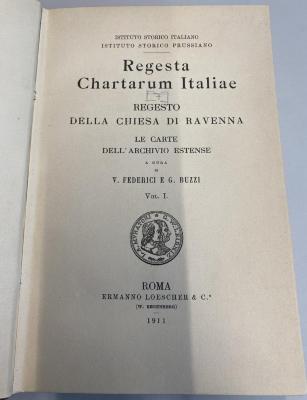 ISTITUTO STORICO ITALIANO
ISTITUTO STORICO PRUSSIANO
Regesta
Chartarum Italiae
REGESTO
DELLA CHIESA DI RAVENNA
LE CARTE
DELL'ARCHIVIO ESTENSE
A CURA
DI
V. FEDERICI E G. BUZZI
VOL. I.
ROMA
ERMANNO LOESCHER & C.º
(W. REGENBERG)
1911